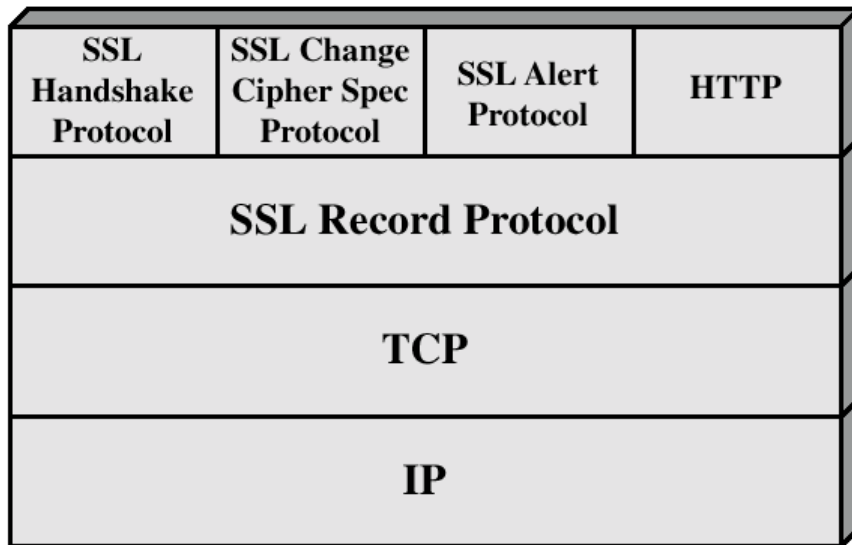 SSL
Handshake
Protocol
SSL Change
Cipher Spec
Protocol
SSL Alert
Protocol
HTTP
SSL Record Protocol
TCP
IP